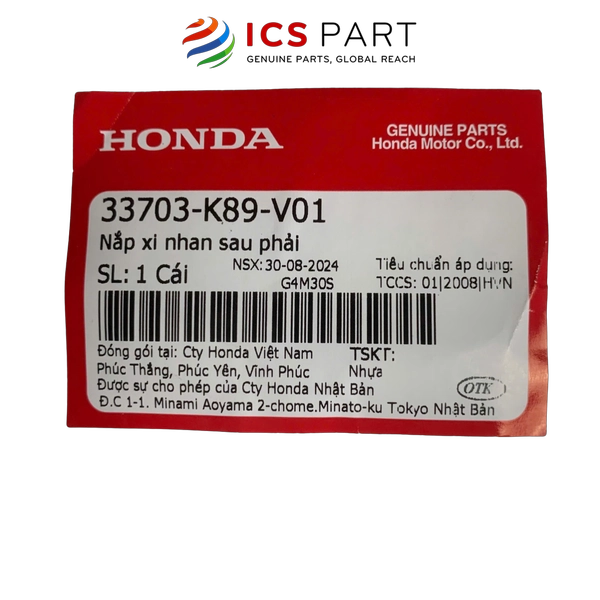 ICS PART
GENUINE PARTS, GLOBAL REACH
HONDA
GENUINE PARTS
Honda Motor Co., Ltd.
33703-K89-V01
Nắp xi nhan sau phải
SL: 1 Cái
NSX: 30-08-2024
G4M30S
Tiêu chuẩn áp dụng:
TCCS: 01|2008|HVN
Đóng gói tại: Cty Honda Việt Nam
Phúc Thắng, Phúc Yên, Vĩnh Phúc
TSKT:
Nhựa
Được sự cho phép của Cty Honda Nhật Bản
Đ.C 1-1. Minami Aoyama 2-chome.Minato-ku Tokyo Nhật Bản
OTK